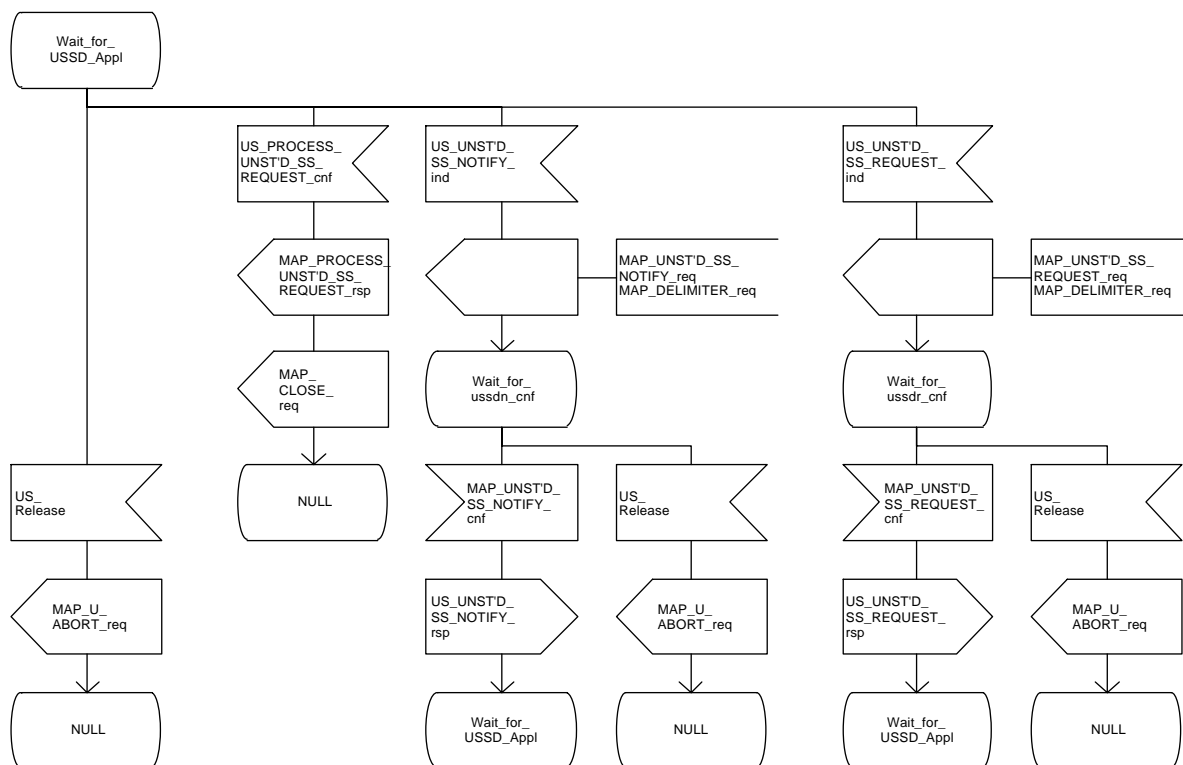 Wait_for_
USSD_Appl
US_PROCESS_
UNST'D_SS_
REQUEST_cnf
US_UNST'D_
SS_NOTIFY_
ind
US_UNST'D_
SS_REQUEST_
ind
MAP_PROCESS_
UNST'D_SS_
REQUEST_rsp
MAP_UNST'D_SS_
NOTIFY_req
MAP_DELIMITER_req
MAP_UNST'D_SS_
REQUEST_req
MAP_DELIMITER_req
MAP_
CLOSE_
req
Wait_for_
ussdn_cnf
Wait_for_
ussdr_cnf
US_
Release
NULL
MAP_UNST'D_
SS_NOTIFY_
cnf
US_
Release
MAP_UNST'D_
SS_REQUEST_
cnf
US_
Release
MAP_U_
ABORT_req
US_UNST'D_
SS_NOTIFY_
rsp
MAP_U_
ABORT_req
US_UNST'D_
SS_REQUEST_
rsp
MAP_U_
ABORT_req
NULL
Wait_for_
USSD_Appl
NULL
Wait_for_
USSD_Appl
NULL